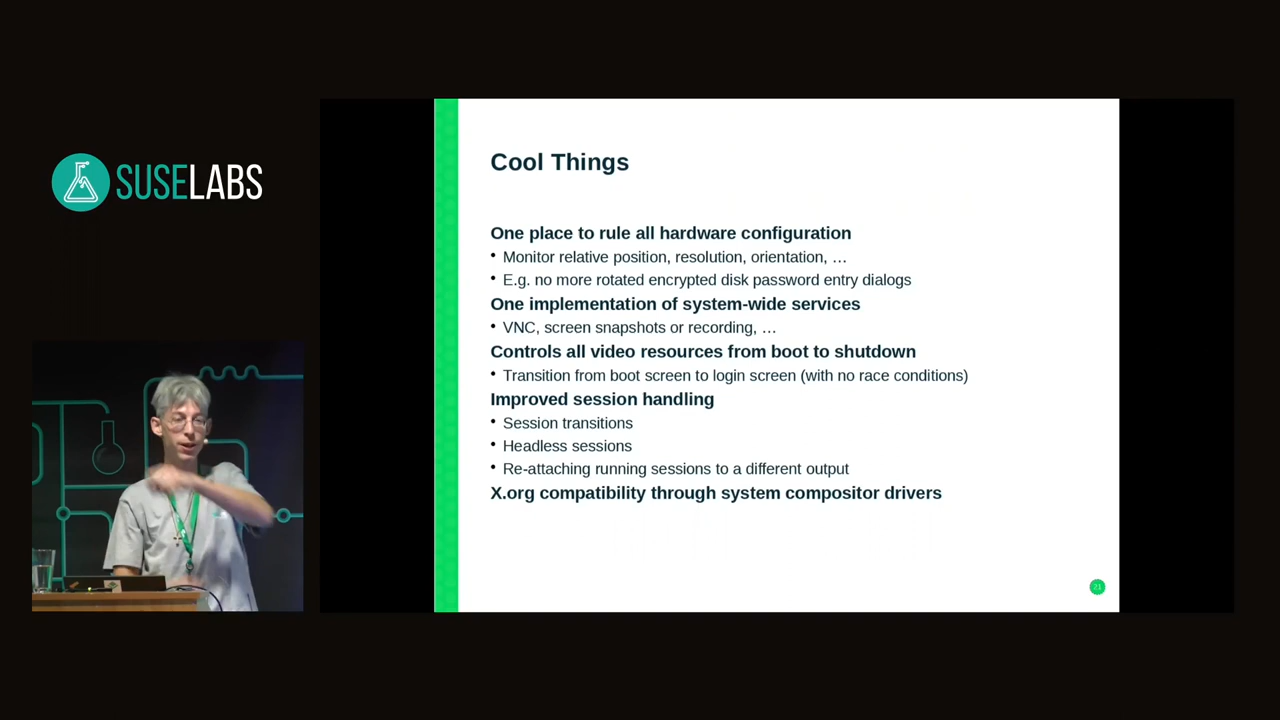 SUSELABS
Cool Things
One place to rule all hardware configuration
• Monitor relative position, resolution, orientation, …
• E.g. no more rotated encrypted disk password entry dialogs
One implementation of system-wide services
• VNC, screen snapshots or recording, …
Controls all video resources from boot to shutdown
• Transition from boot screen to login screen (with no race conditions)
Improved session handling
• Session transitions
• Headless sessions
• Re-attaching running sessions to a different output
X.org compatibility through system compositor drivers
21